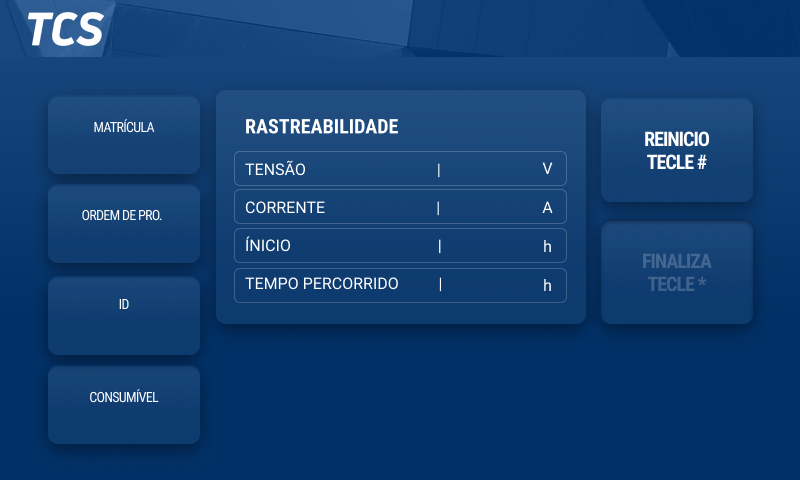 TCS
MATRÍCULA
ORDEM DE PRO.
ID
CONSUMÍVEL
RASTREABILIDADE
TENSÃO | V
CORRENTE | A
ÍNICIO | h
TEMPO PERCORRIDO | h
REINICIO
TECLE #
FINALIZA
TECLE *